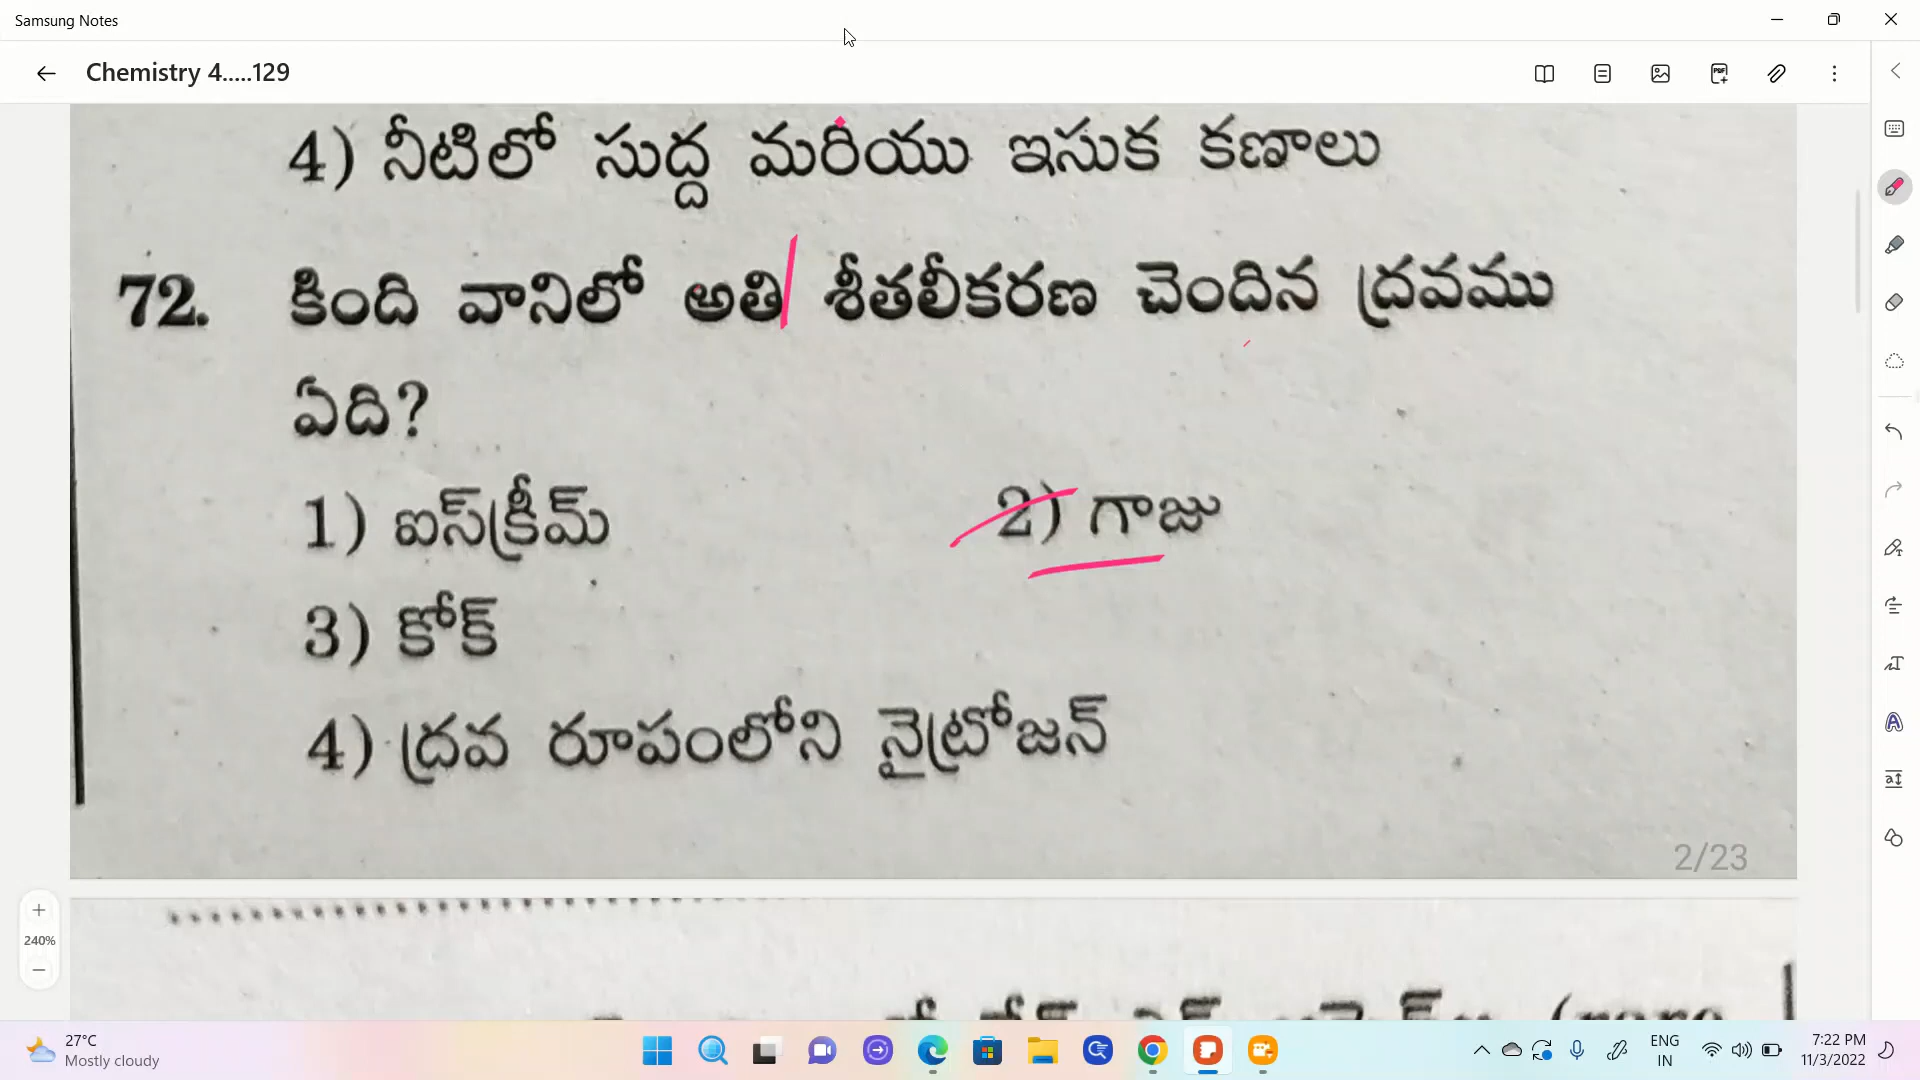 Samsung Notes
Chemistry 4.....129
4) నీటిలో సుద్ద మరియు ఇసుక కణాలు
72. కింది వానిలో అతి శీతలీకరణ చెందిన ద్రవము
ఏది?
1) ఐస్‌క్రీమ్ 2) గాజు
3) కోక్
4) ద్రవ రూపంలోని నైట్రోజన్
2/23
240%
27°C
Mostly cloudy
ENG
IN
7:22 PM
11/3/2022